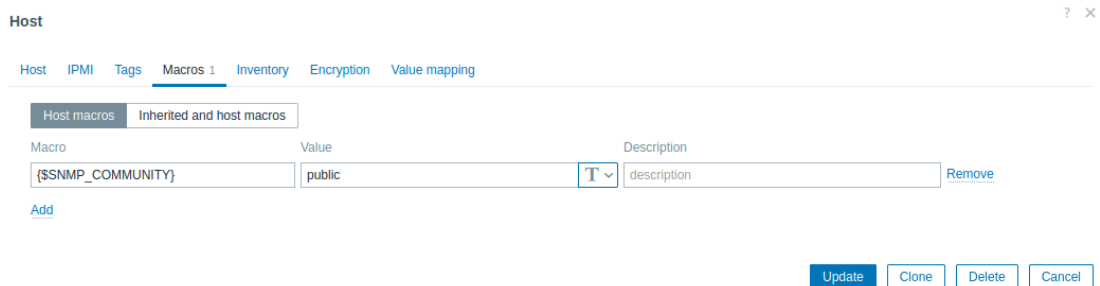 Host
? ×
Host IPMI Tags Macros 1 Inventory Encryption Value mapping
Host macros Inherited and host macros
Macro Value Description
{$SNMP_COMMUNITY} public T description Remove
Add
Update Clone Delete Cancel